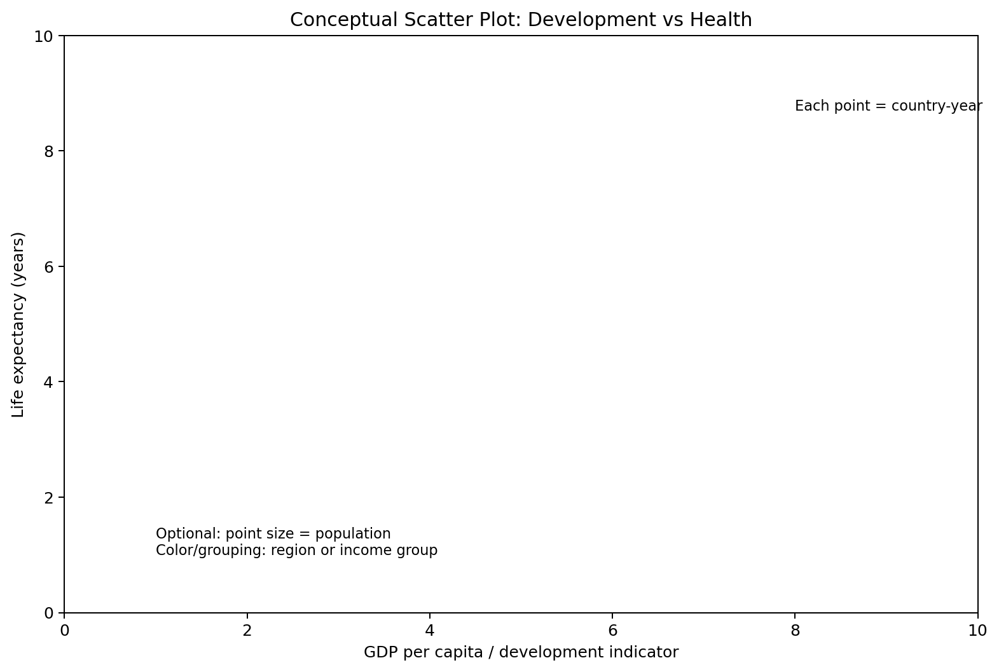 Conceptual Scatter Plot: Development vs Health
10
Each point = country-year
8
6
Life expectancy (years)
4
2
Optional: point size = population
Color/grouping: region or income group
0
0 2 4 6 8 10
GDP per capita / development indicator